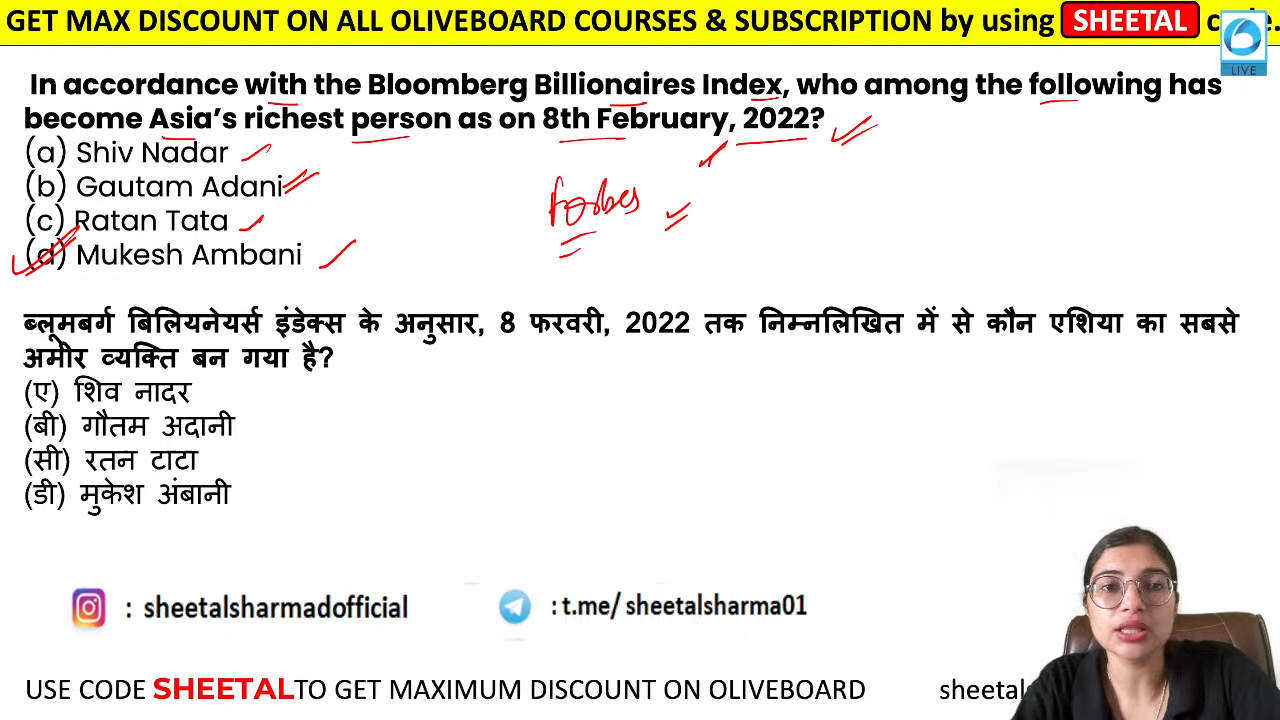 GET MAX DISCOUNT ON ALL OLIVEBOARD COURSES & SUBSCRIPTION by using SHEETAL
LIVE
In accordance with the Bloomberg Billionaires Index, who among the following has
become Asia's richest person as on 8th February, 2022?
(a) Shiv Nadar
(b) Gautam Adani
(c) Ratan Tata
(d) Mukesh Ambani
Forbes
ब्लूमबर्ग बिलियनेयर्स इंडेक्स के अनुसार, 8 फरवरी, 2022 तक निम्नलिखित में से कौन एशिया का सबसे
अमीर व्यक्ति बन गया है?
(ए) शिव नादर
(बी) गौतम अदानी
(सी) रतन टाटा
(डी) मुकेश अंबानी
: sheetalsharmadofficial
: t.me/ sheetalsharma01
USE CODE SHEETAL TO GET MAXIMUM DISCOUNT ON OLIVEBOARD